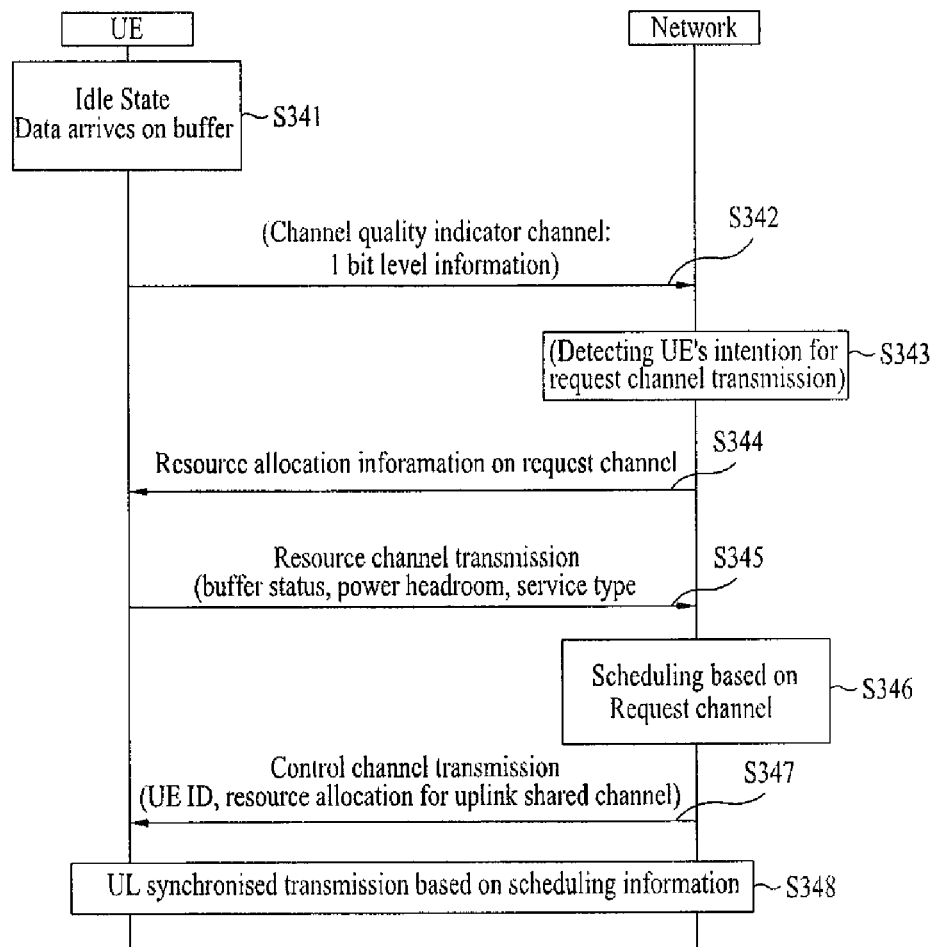 UE
Network
Idle State
Data arrives on buffer
S341
(Channel quality indicator channel:
1 bit level information)
S342
(Detecting UE's intention for
request channel transmission)
S343
Resource allocation inforamation on request channel
S344
Resource channel transmission
(buffer status, power headroom, service type
S345
Scheduling based on
Request channel
S346
Control channel transmission
(UE ID, resource allocation for uplink shared channel)
S347
UL synchronised transmission based on scheduling information
S348